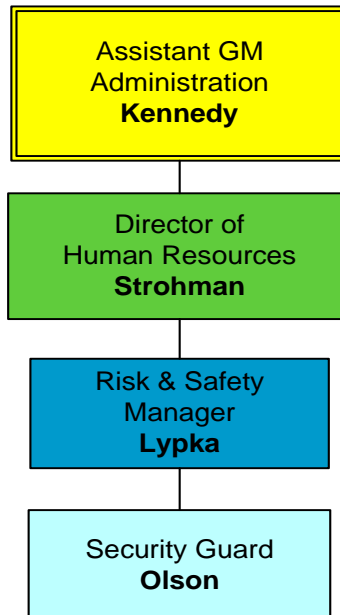 Assistant GM
Administration
Kennedy
Director of
Human Resources
Strohman
Risk & Safety
Manager
Lypka
Security Guard
Olson